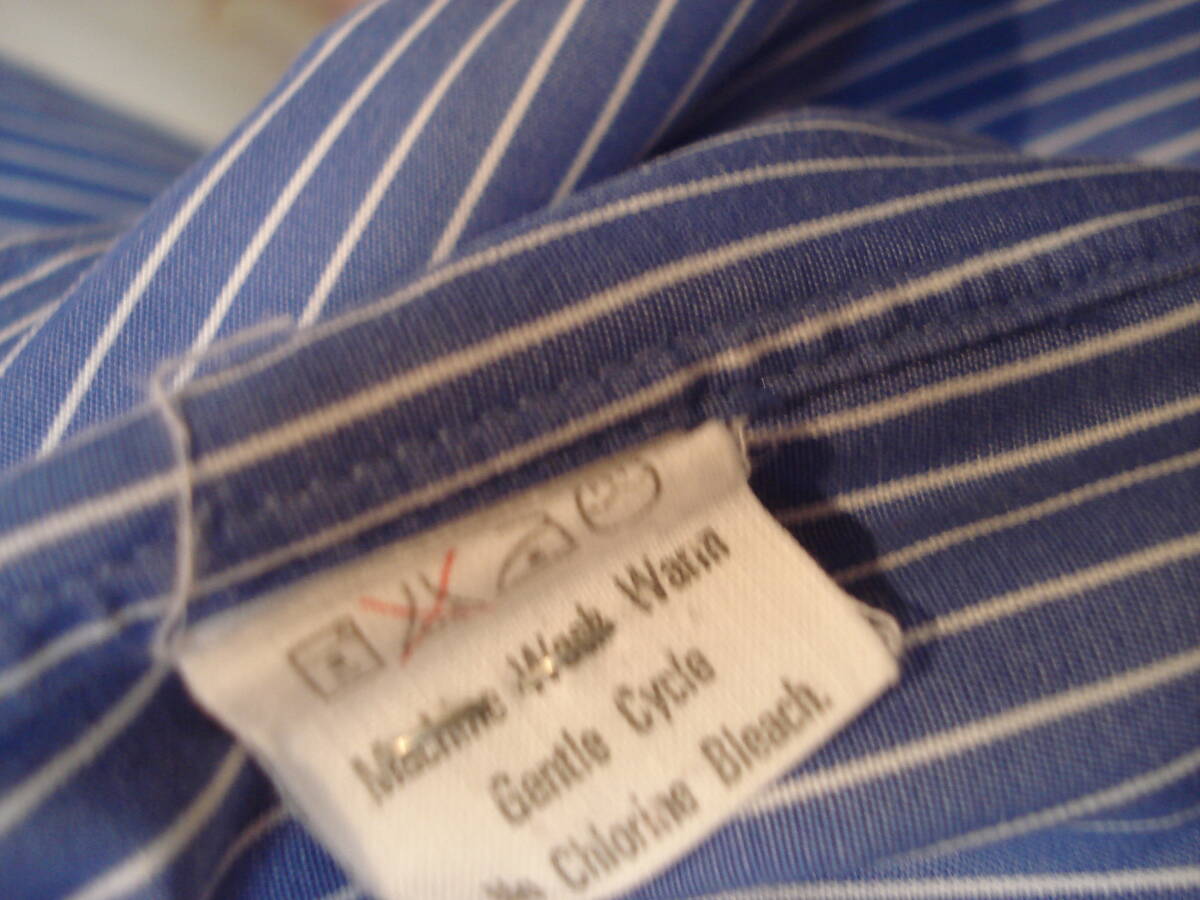 Machine Wash Warm
Gentle Cycle
No Chlorine Bleach.